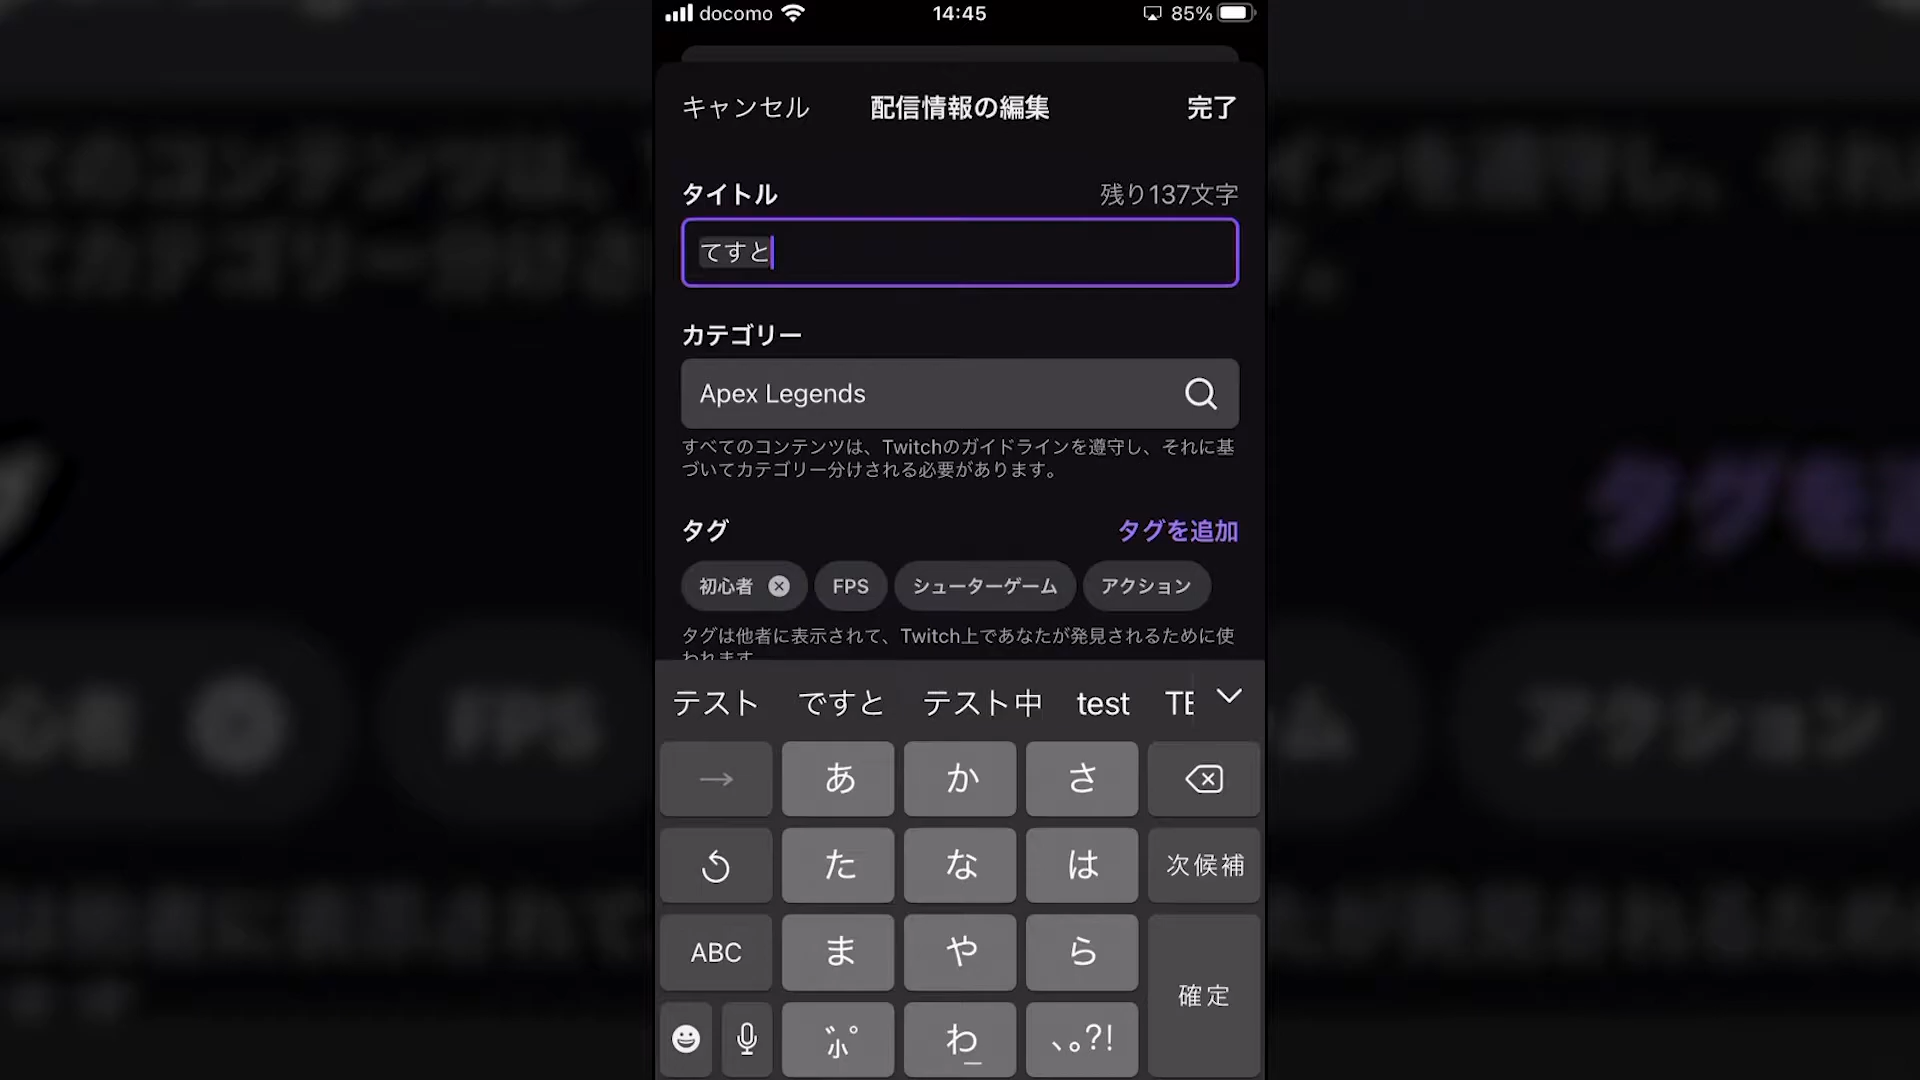 docomo 14:45 85%
キャンセル 配信情報の編集 完了
タイトル 残り137文字
てすと
カテゴリー
Apex Legends
すべてのコンテンツは、Twitchのガイドラインを遵守し、それに基
づいてカテゴリー分けされる必要があります。
タグ タグを追加
初心者 FPS シューターゲーム アクション
タグは他者に表示されて、Twitch上であなたが発見されるために使
われます
テスト ですと テスト中 test TE
→ あ か さ
た な は 次候補
ABC ま や ら
確定
゛゜小 わ_ 、。?!